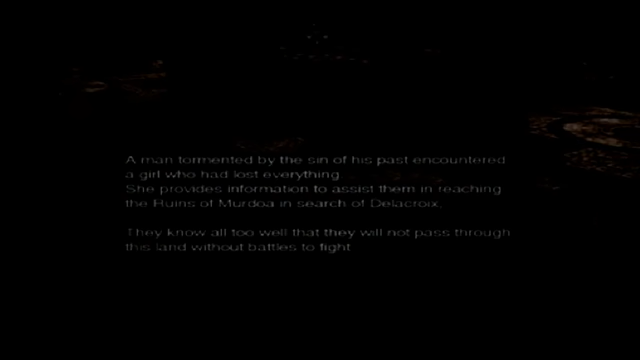 A man tormented by the sin of his past encountered
a girl who had lost everything
She provides information to assist them in reaching
the Ruins of Murdoa in search of Delacroix.
They know all too well that they will not pass through
this land without battles to fight